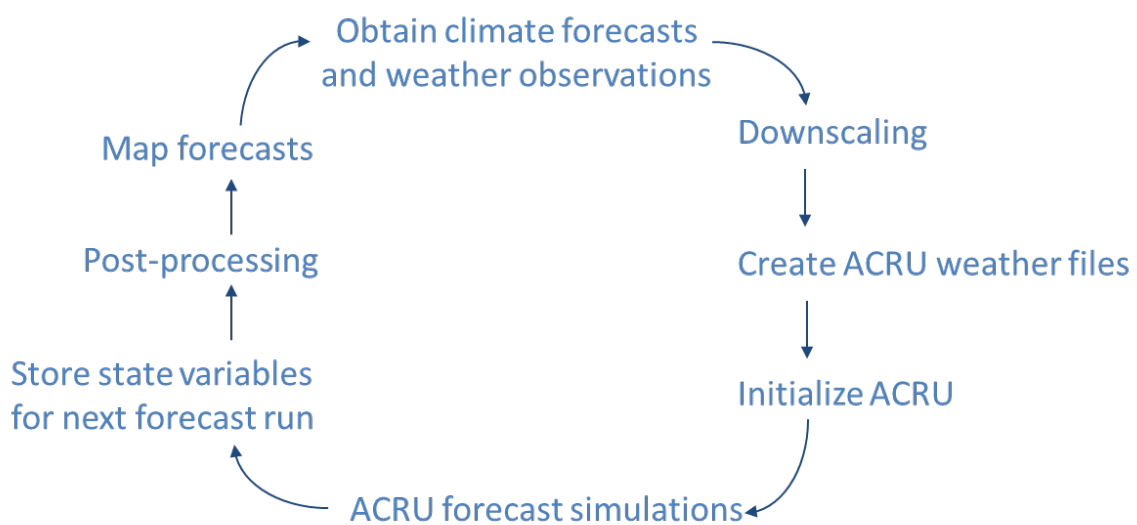 Obtain climate forecasts
and weather observations
Downscaling
Create ACRU weather files
Initialize ACRU
ACRU forecast simulations
Store state variables
for next forecast run
Post-processing
Map forecasts